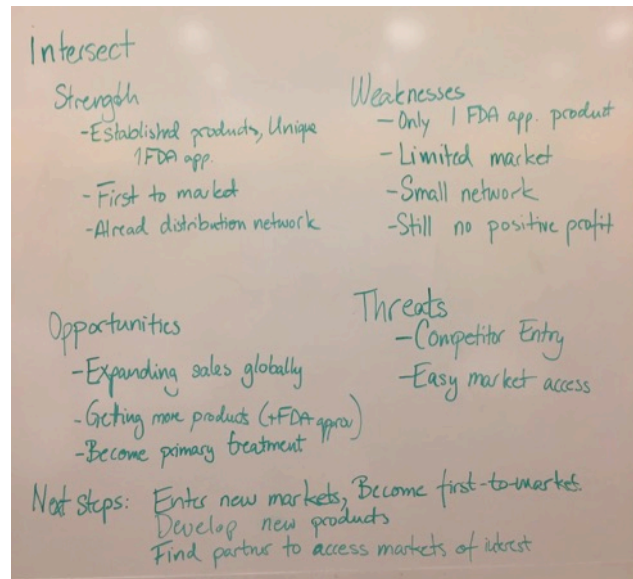 Intersect
Strength
-Established products, Unique
1 FDA app.
-First to market
-Alread distribution network
Weaknesses
-Only 1 FDA app. product
-Limited market
-Small network
-Still no positive profit
Opportunities
-Expanding sales globally
-Getting more products (+FDA approv)
-Become primary treatment
Threats
-Competitor Entry
-Easy market access
Next Steps: Enter new markets, Become first-to-market.
Develop new products
Find partner to access markets of interest